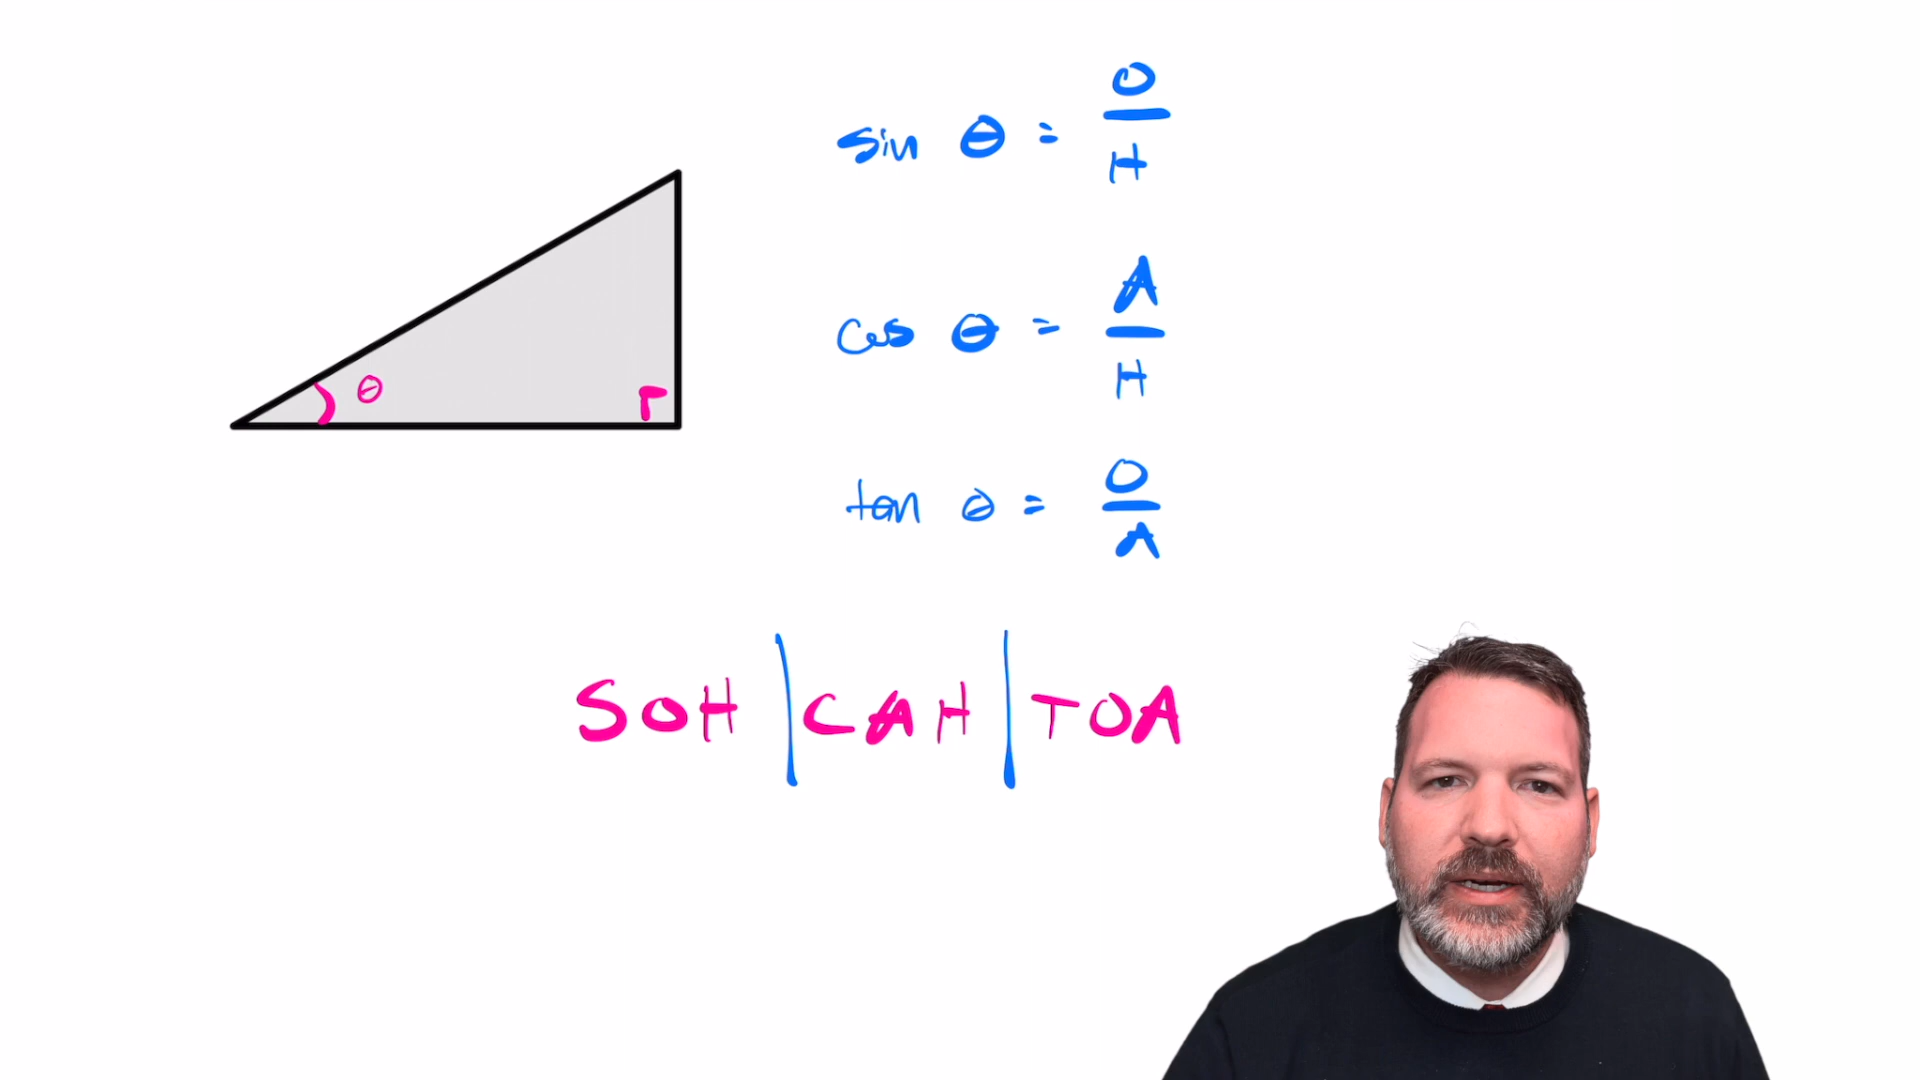 θ
sin θ = O/H
cos θ = A/H
tan θ = O/A
SOH | CAH | TOA